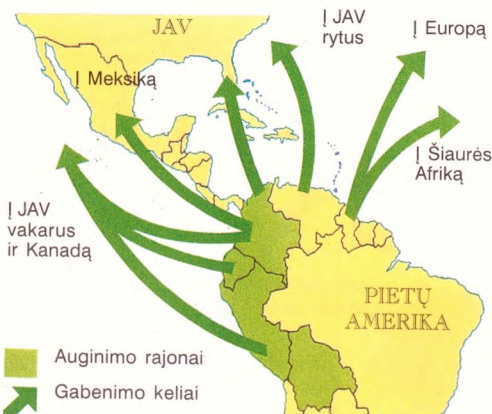 JAV
Į JAV
rytus
Į Europą
Į Meksiką
Į Šiaurės
Afriką
Į JAV
vakarus
ir Kanadą
PIETŲ
AMERIKA
Auginimo rajonai
Gabenimo keliai